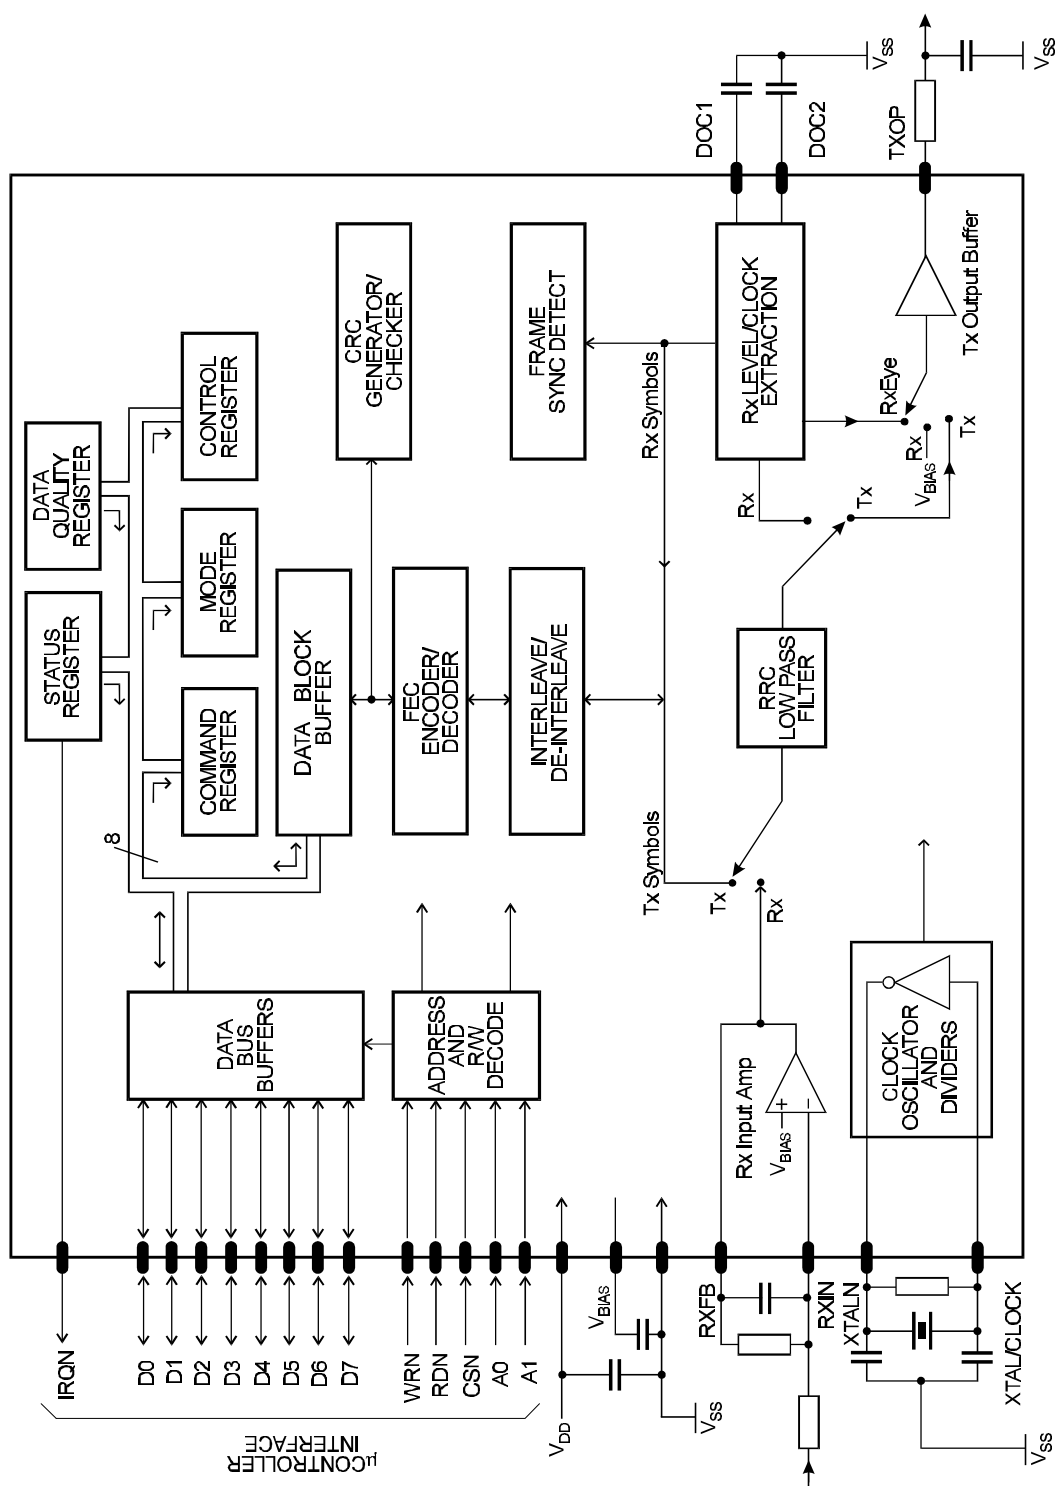 µCONTROLLER
INTERFACE
IRQN
D0
D1
D2
D3
D4
D5
D6
D7
WRN
RDN
CSN
A0
A1
VDD
VBIAS
VSS
RXFB
RXIN
XTALN
XTAL/CLOCK
VSS
DATA
BUS
BUFFERS
ADDRESS
AND
R/W
DECODE
Rx Input Amp
VBIAS
+
−
CLOCK
OSCILLATOR
AND
DIVIDERS
8
STATUS
REGISTER
DATA
QUALITY
REGISTER
COMMAND
REGISTER
MODE
REGISTER
CONTROL
REGISTER
DATA BLOCK
BUFFER
CRC
GENERATOR/
CHECKER
FEC
ENCODER/
DECODER
INTERLEAVE/
DE-INTERLEAVE
FRAME
SYNC DETECT
Tx Symbols
Rx Symbols
Tx
Rx
RRC
LOW PASS
FILTER
Rx
Tx
Rx LEVEL/CLOCK
EXTRACTION
RxEye
Rx
VBIAS
Tx
Tx Output Buffer
DOC1
DOC2
VSS
TXOP
VSS